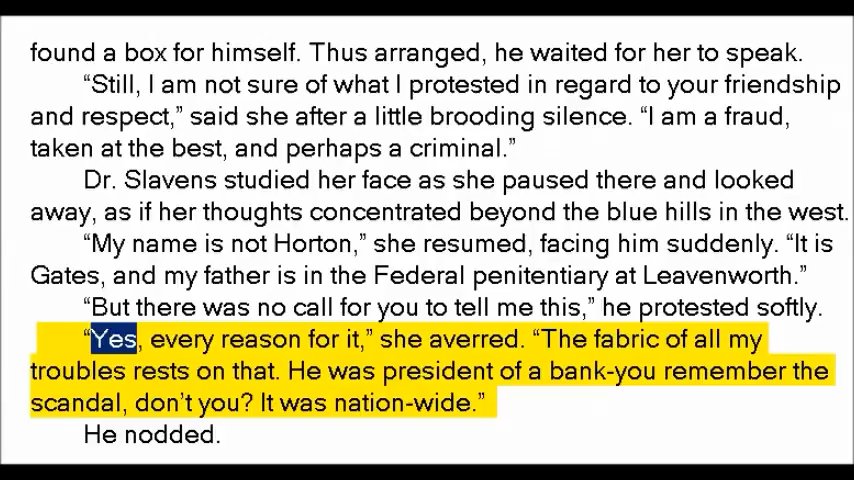 found a box for himself. Thus arranged, he waited for her to speak.
“Still, I am not sure of what I protested in regard to your friendship
and respect,” said she after a little brooding silence. “I am a fraud,
taken at the best, and perhaps a criminal.”
Dr. Slavens studied her face as she paused there and looked
away, as if her thoughts concentrated beyond the blue hills in the west.
“My name is not Horton,” she resumed, facing him suddenly. “It is
Gates, and my father is in the Federal penitentiary at Leavenworth.”
“But there was no call for you to tell me this,” he protested softly.
“Yes, every reason for it,” she averred. “The fabric of all my
troubles rests on that. He was president of a bank-you remember the
scandal, don’t you? It was nation-wide.”
He nodded.